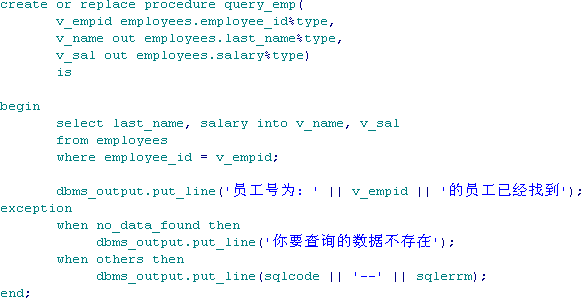 create or replace procedure query_emp(
v_empid employees.employee_id%type,
v_name out employees.last_name%type,
v_sal out employees.salary%type)
is
begin
select last_name, salary into v_name, v_sal
from employees
where employee_id = v_empid;
dbms_output.put_line('员工号为：' || v_empid || '的员工已经找到');
exception
when no_data_found then
dbms_output.put_line('你要查询的数据不存在');
when others then
dbms_output.put_line(sqlcode || '--' || sqlerrm);
end;